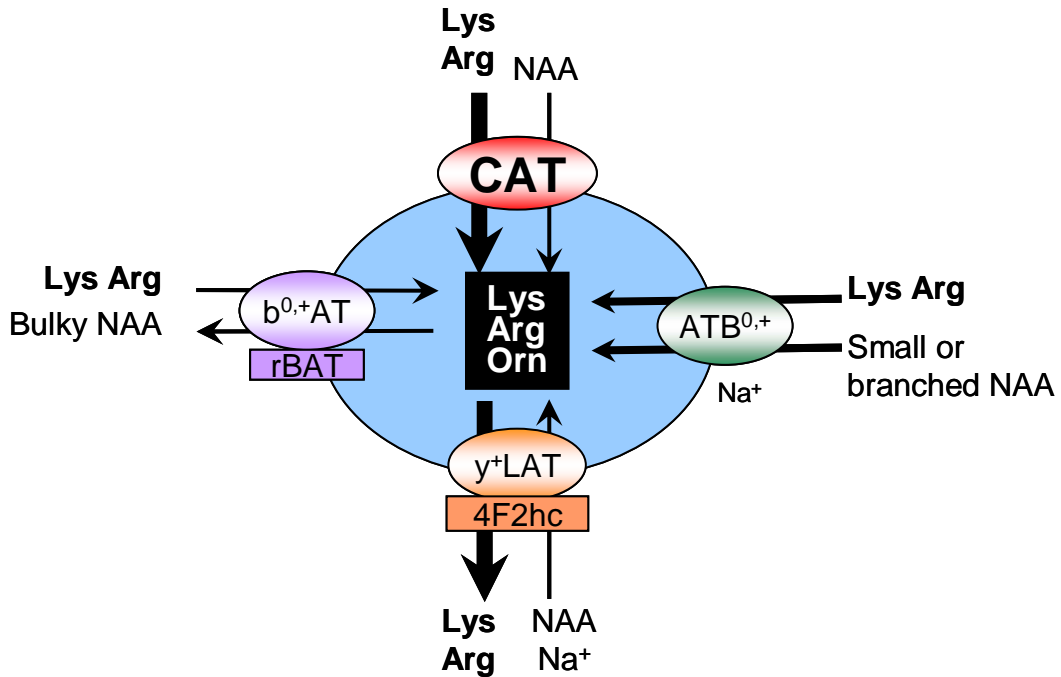 Lys
Arg
NAA
CAT
Lys Arg
Bulky NAA
b⁰,⁺AT
rBAT
Lys
Arg
Orn
ATB⁰,⁺
Na⁺
Lys Arg
Small or
branched NAA
y⁺LAT
4F2hc
Lys
Arg
NAA
Na⁺